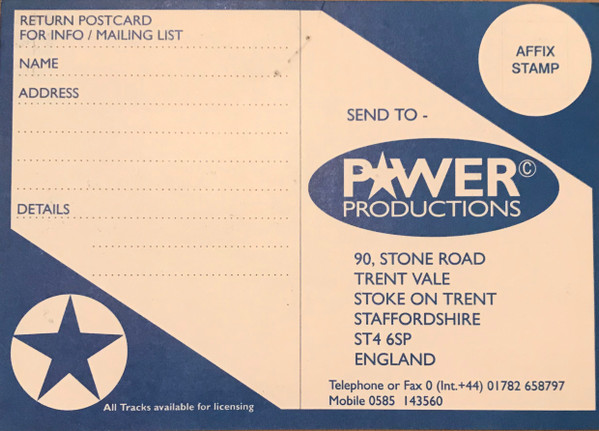 RETURN POSTCARD
FOR INFO / MAILING LIST
NAME
ADDRESS
DETAILS
All Tracks available for licensing
AFFIX
STAMP
SEND TO -
POWER©
PRODUCTIONS
90, STONE ROAD
TRENT VALE
STOKE ON TRENT
STAFFORDSHIRE
ST4 6SP
ENGLAND
Telephone or Fax 0 (Int.+44) 01782 658797
Mobile 0585 143560